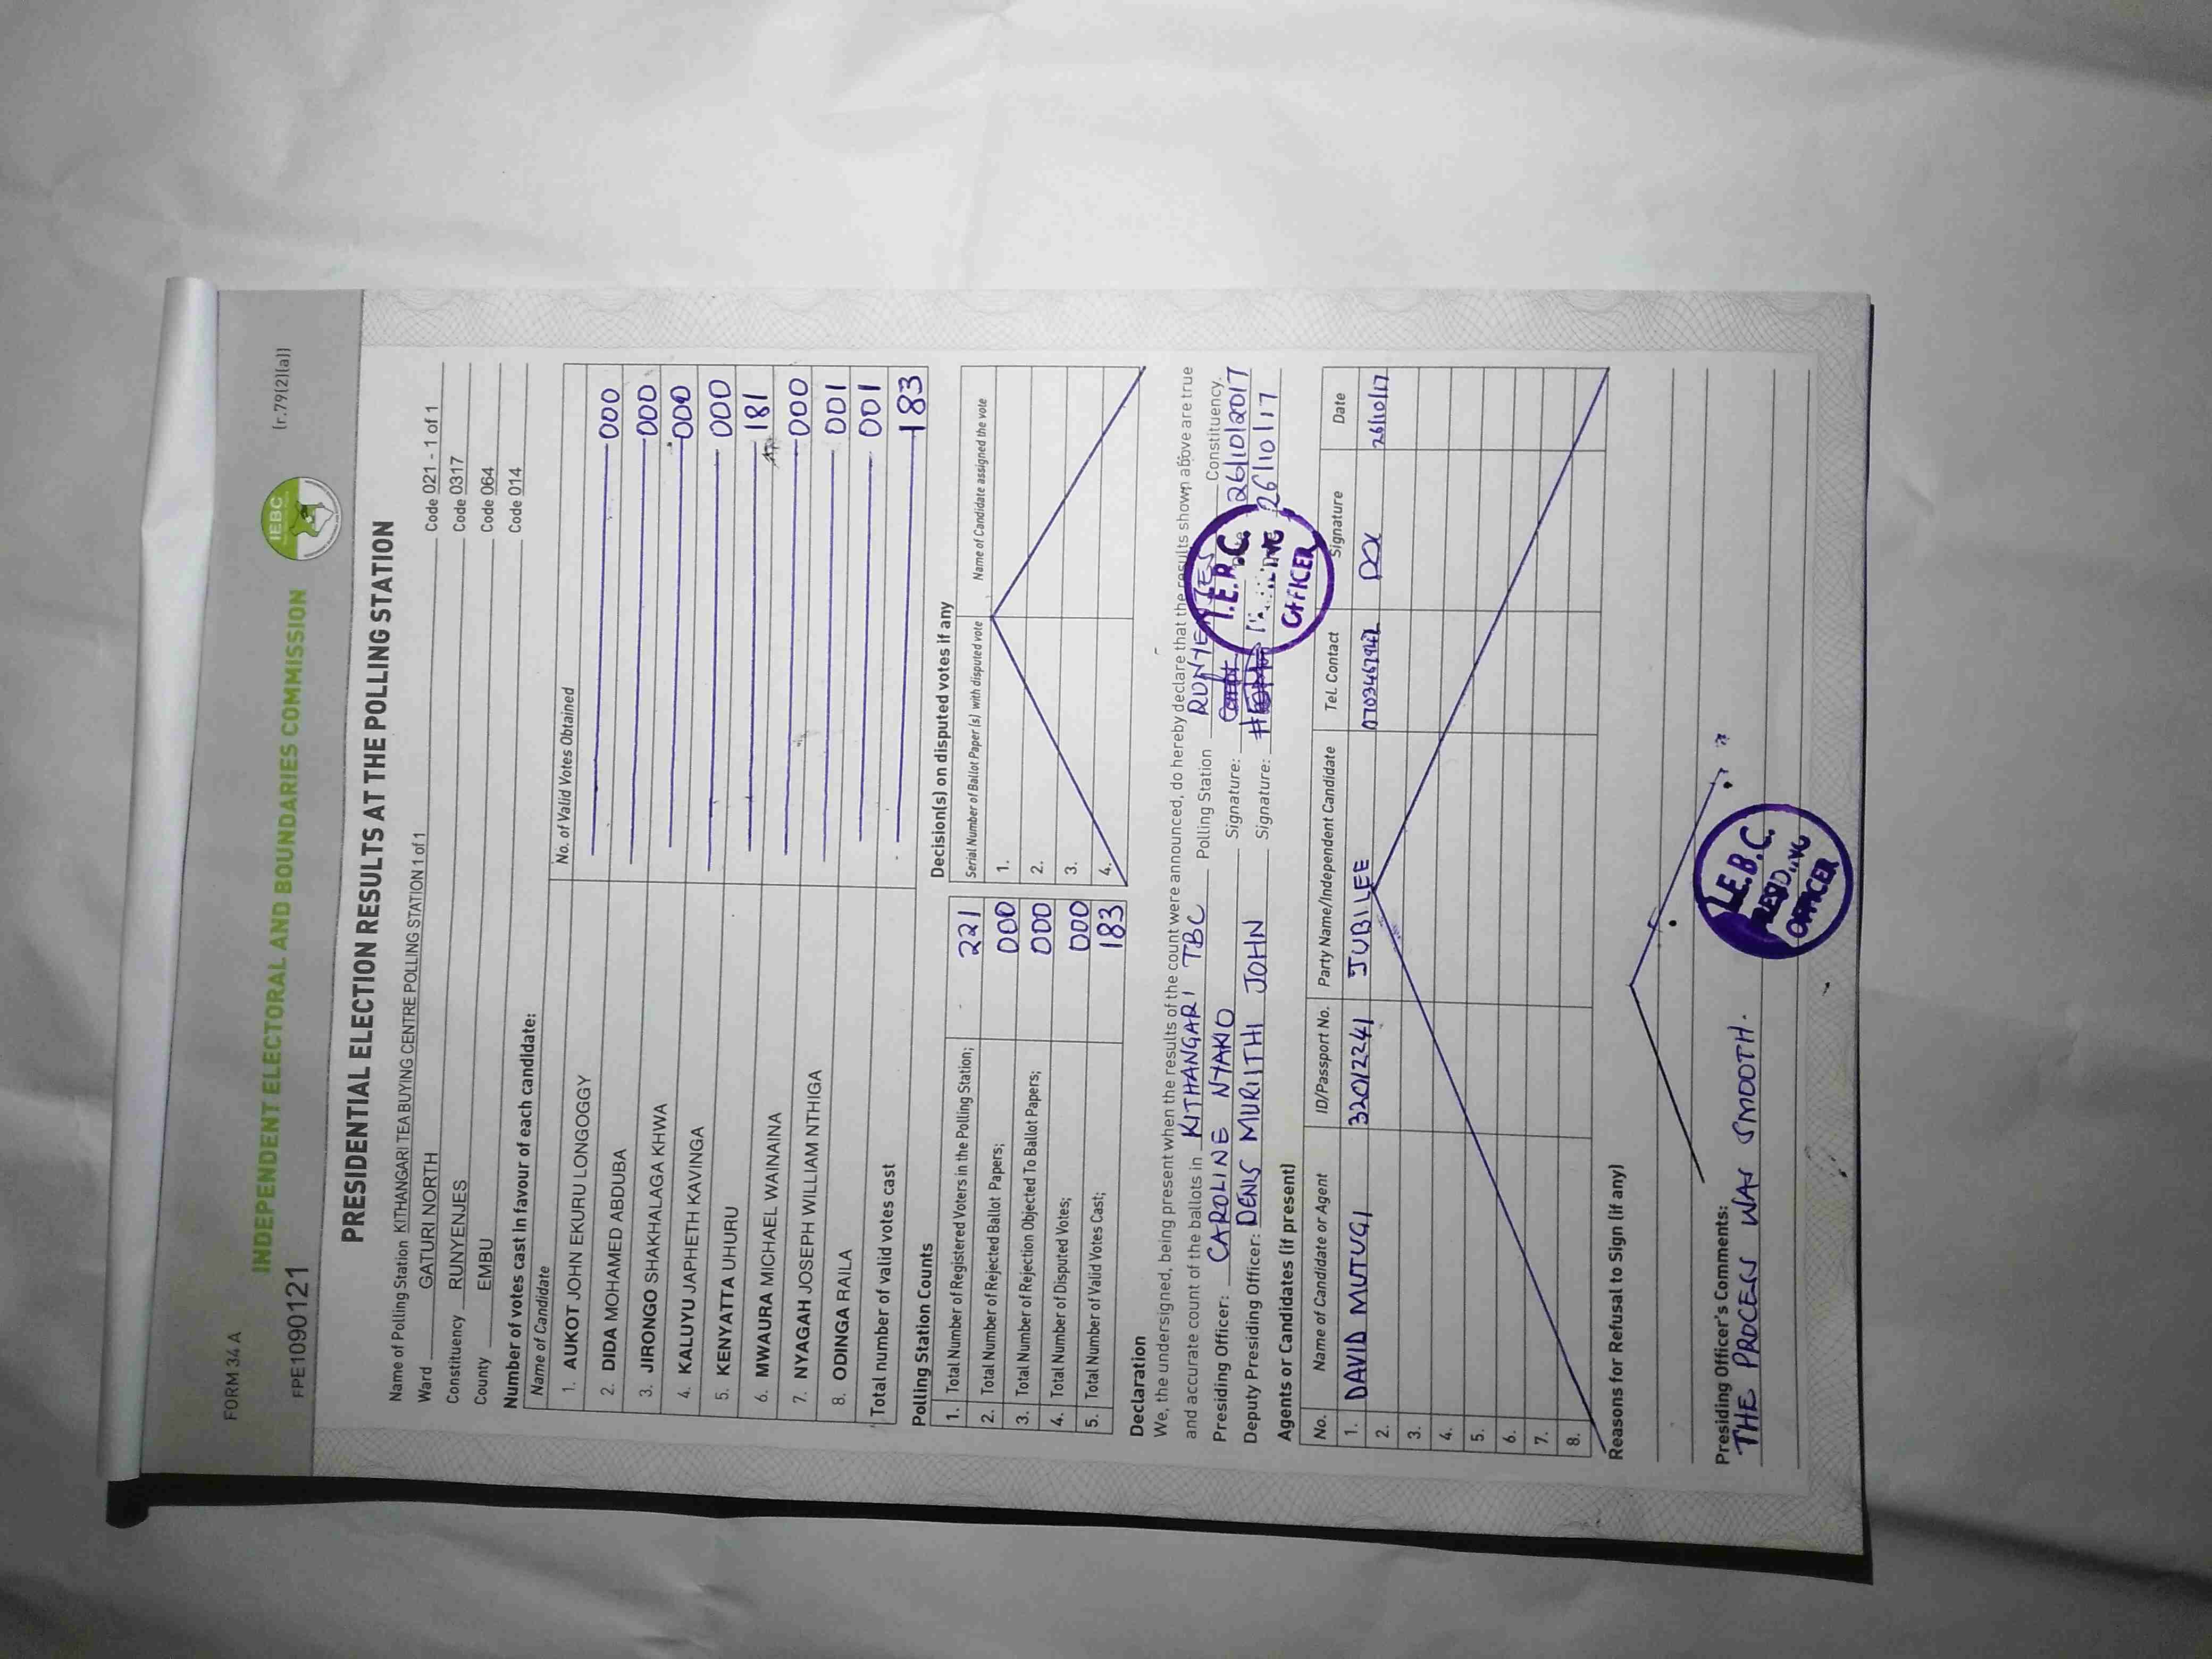 FORM 34 A
(r.79(2)(a))
IEBC
INDEPENDENT ELECTORAL AND BOUNDARIES COMMISSION
FPE1090121
PRESIDENTIAL ELECTION RESULTS AT THE POLLING STATION
Name of Polling Station KITHANGARI TEA BUYING CENTRE POLLING STATION 1 of 1 Code 021 - 1 of 1
Ward GATURI NORTH Code 0317
Constituency RUNYENJES Code 064
County EMBU Code 014
Number of votes cast in favour of each candidate:
Name of Candidate No. of Valid Votes Obtained
1. AUKOT JOHN EKURU LONGOGGY 000
2. DIDA MOHAMED ABDUBA 000
3. JIRONGO SHAKHALAGA KHWA 000
4. KALUYU JAPHETH KAVINGA 000
5. KENYATTA UHURU 181
6. MWAURA MICHAEL WAINAINA 000
7. NYAGAH JOSEPH WILLIAM NTHIGA 001
8. ODINGA RAILA 001
Total number of valid votes cast 183
Polling Station Counts
1. Total Number of Registered Voters in the Polling Station; 221
2. Total Number of Rejected Ballot Papers; 000
3. Total Number of Rejection Objected To Ballot Papers; 000
4. Total Number of Disputed Votes; 000
5. Total Number of Valid Votes Cast; 183
Decision(s) on disputed votes if any
Serial Number of Ballot Paper (s) with disputed vote Name of Candidate assigned the vote
1.
2.
3.
4.
Declaration
We, the undersigned, being present when the results of the count were announced, do hereby declare that the results shown above are true
and accurate count of the ballots in KITHANGARI TBC Polling Station RUNYENJES Constituency.
Presiding Officer: CAROLINE NYAKIO Signature: 26/10/2017
Deputy Presiding Officer: DENIS MURIITHI JOHN Signature: 26/10/17
I.E.B.C. PRESIDING OFFICER
Agents or Candidates (if present)
No. Name of Candidate or Agent ID/Passport No. Party Name/Independent Candidate Tel. Contact Signature Date
1. DAVID MUTUGI 32012241 JUBILEE 26/10/17
2.
3.
4.
5.
6.
7.
8.
Reasons for Refusal to Sign (if any)
Presiding Officer's Comments:
THE PROCESS WAS SMOOTH.
I.E.B.C. PRESIDING OFFICER